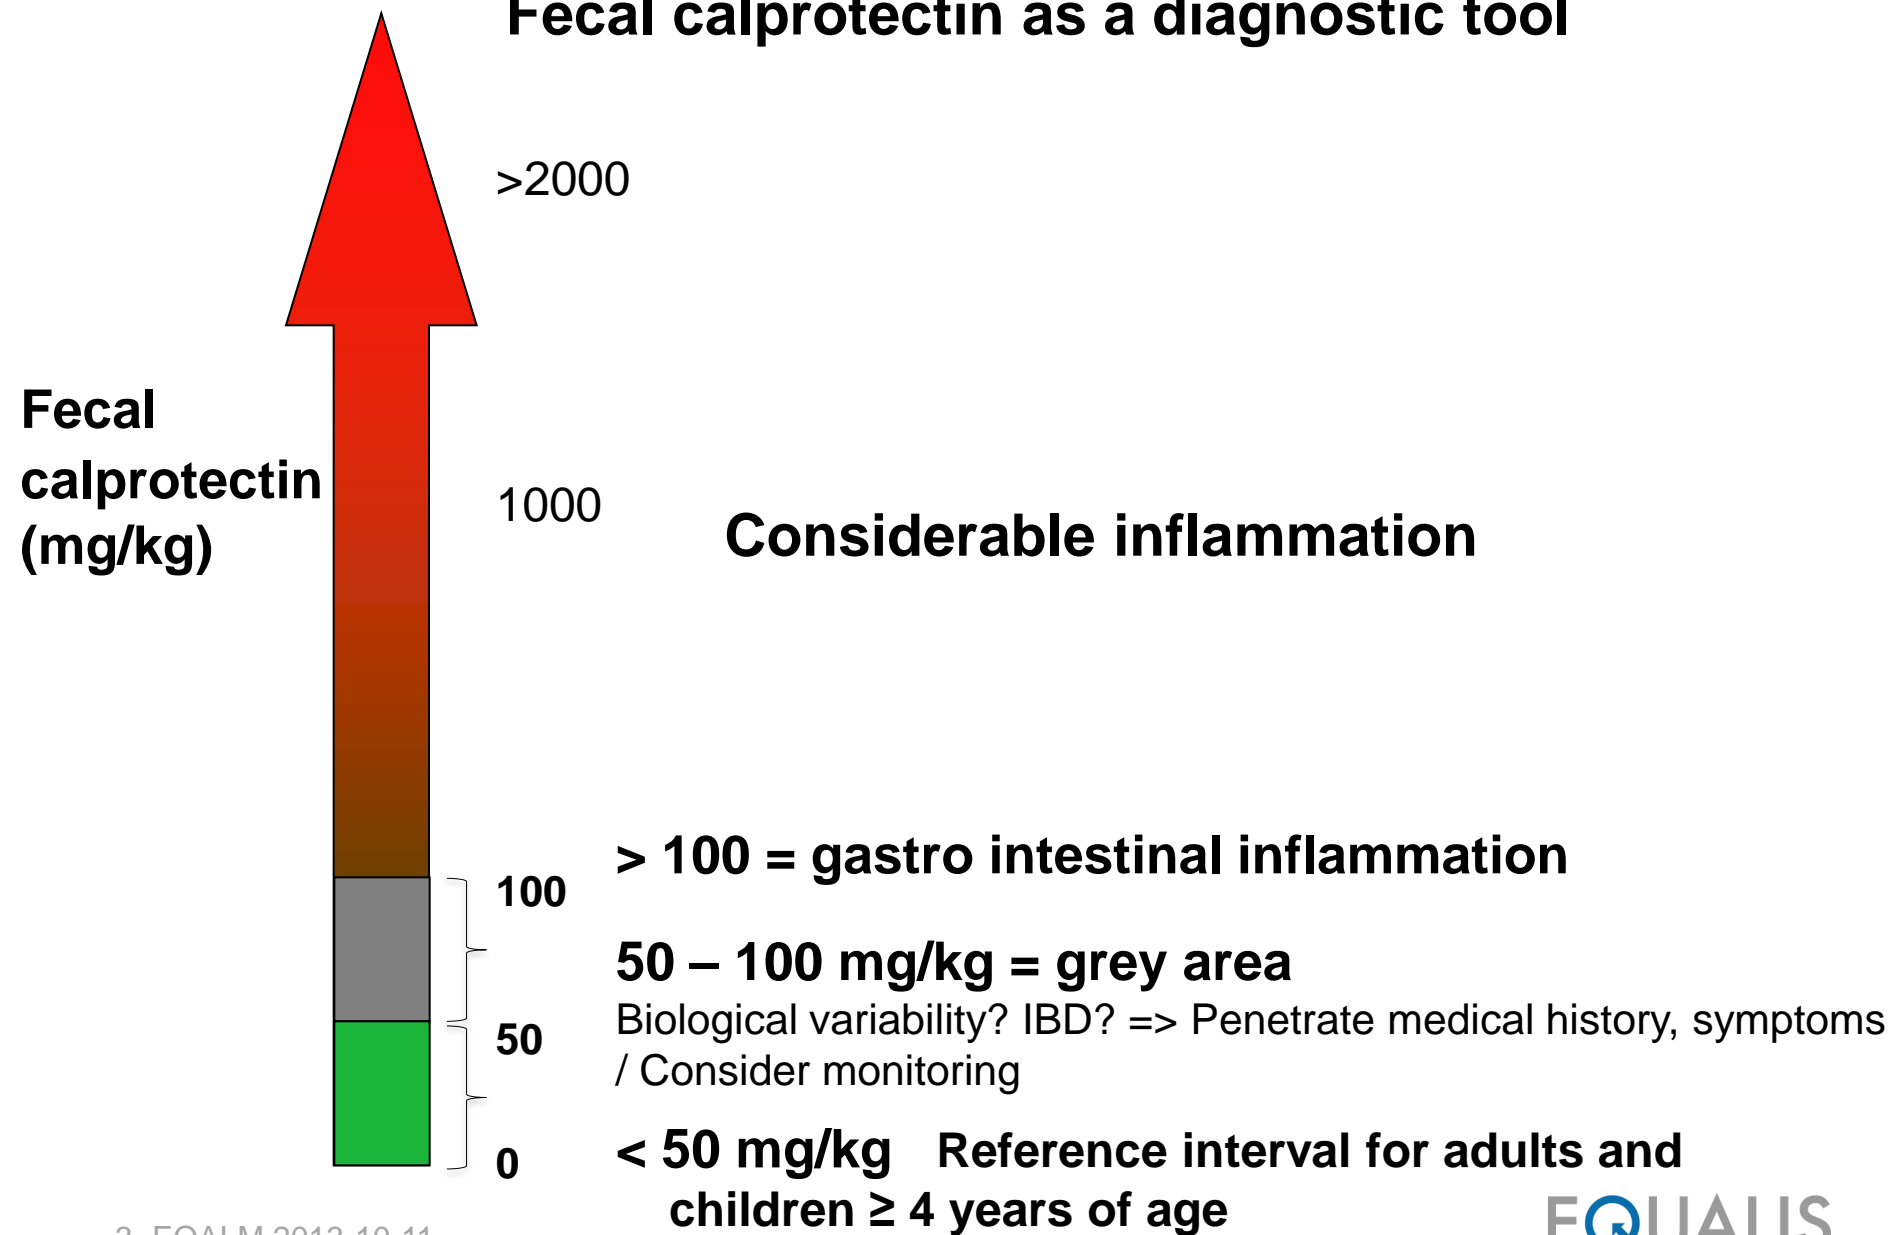 Fecal calprotectin as a diagnostic tool
>2000
Fecal
calprotectin
(mg/kg)
1000
Considerable inflammation
> 100 = gastro intestinal inflammation
100
50 – 100 mg/kg = grey area
Biological variability? IBD? => Penetrate medical history, symptoms
/ Consider monitoring
50
< 50 mg/kg Reference interval for adults and
children ≥ 4 years of age
0
EQUALIS